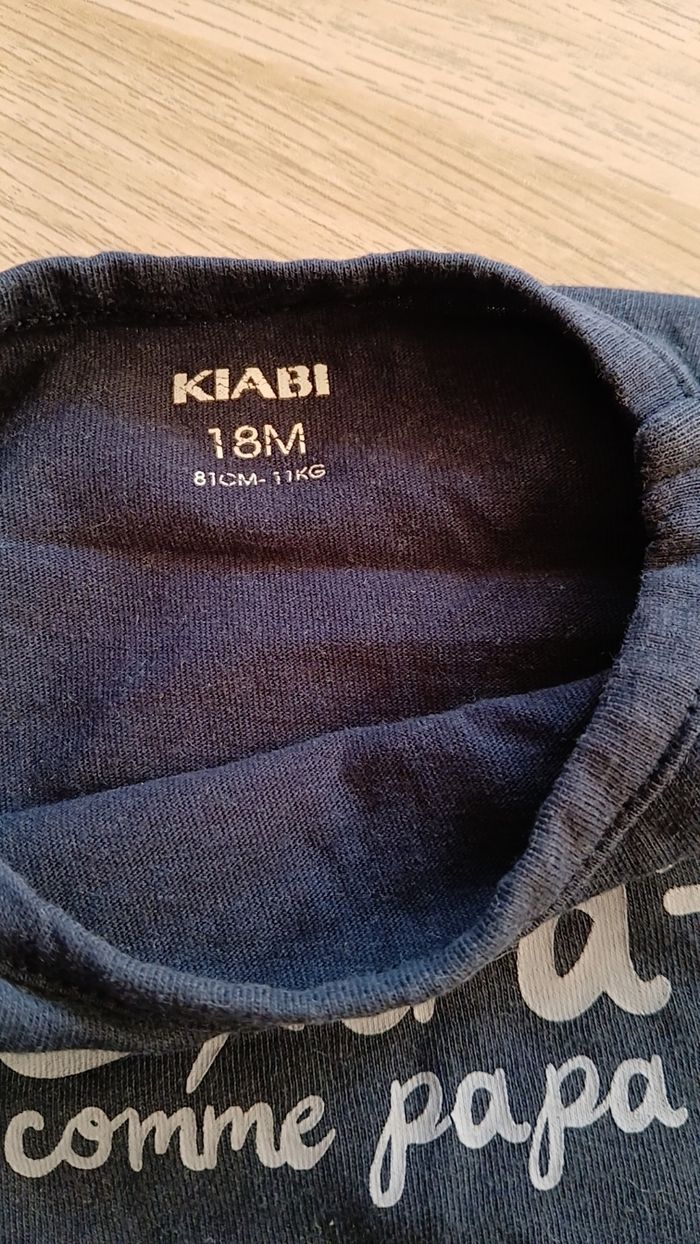 KIABI
18M
81CM-11KG
comme papa